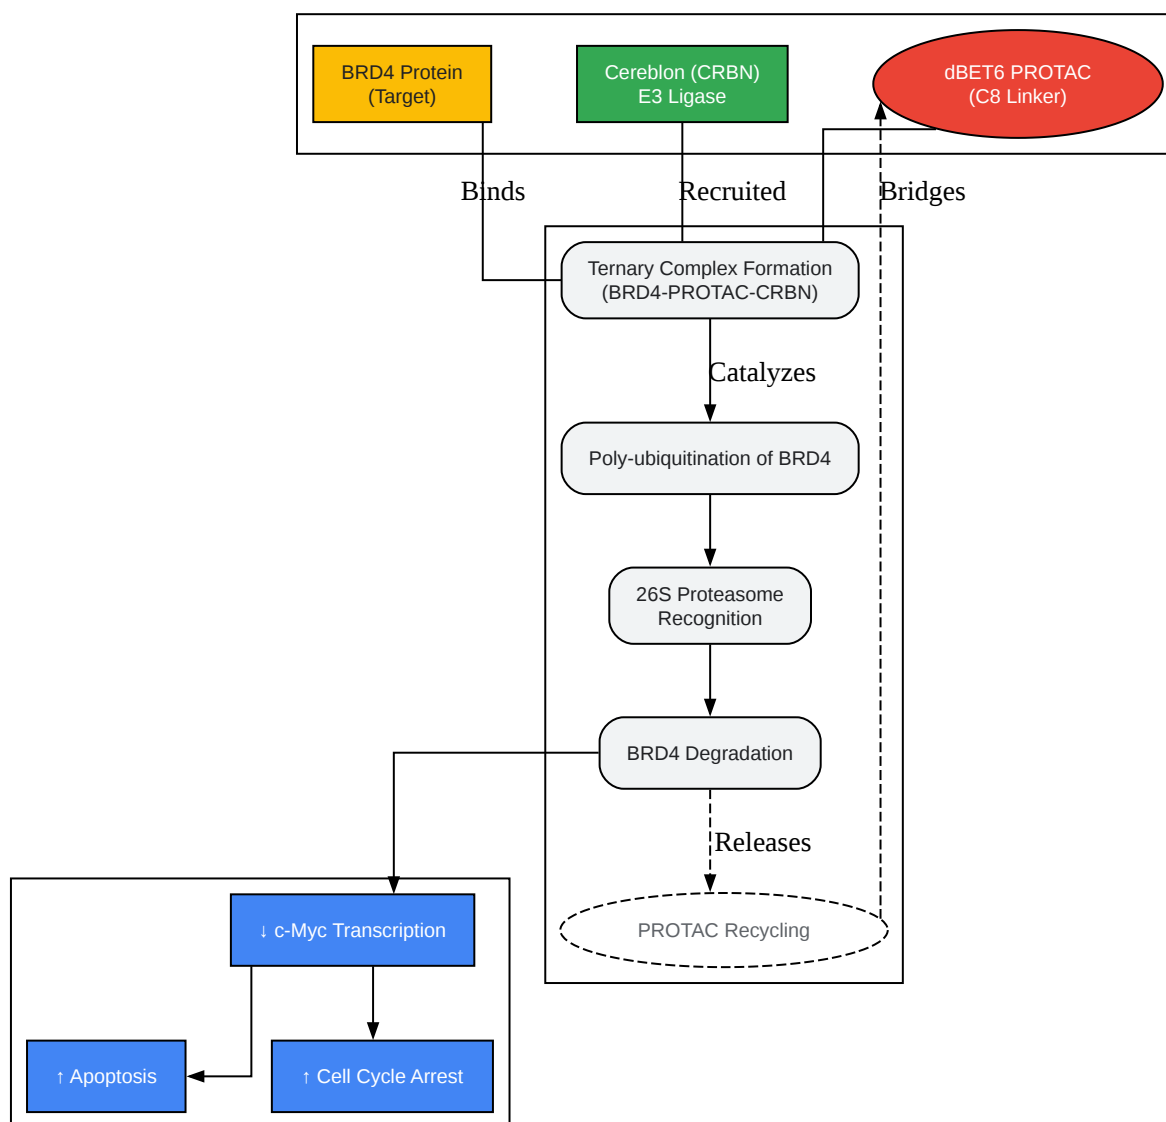 BRD4 Protein
(Target)
Cereblon (CRBN)
E3 Ligase
dBET6 PROTAC
(C8 Linker)
Binds
Recruited
Bridges
Ternary Complex Formation
(BRD4-PROTAC-CRBN)
Catalyzes
Poly-ubiquitination of BRD4
26S Proteasome
Recognition
BRD4 Degradation
Releases
PROTAC Recycling
↓ c-Myc Transcription
↑ Apoptosis
↑ Cell Cycle Arrest